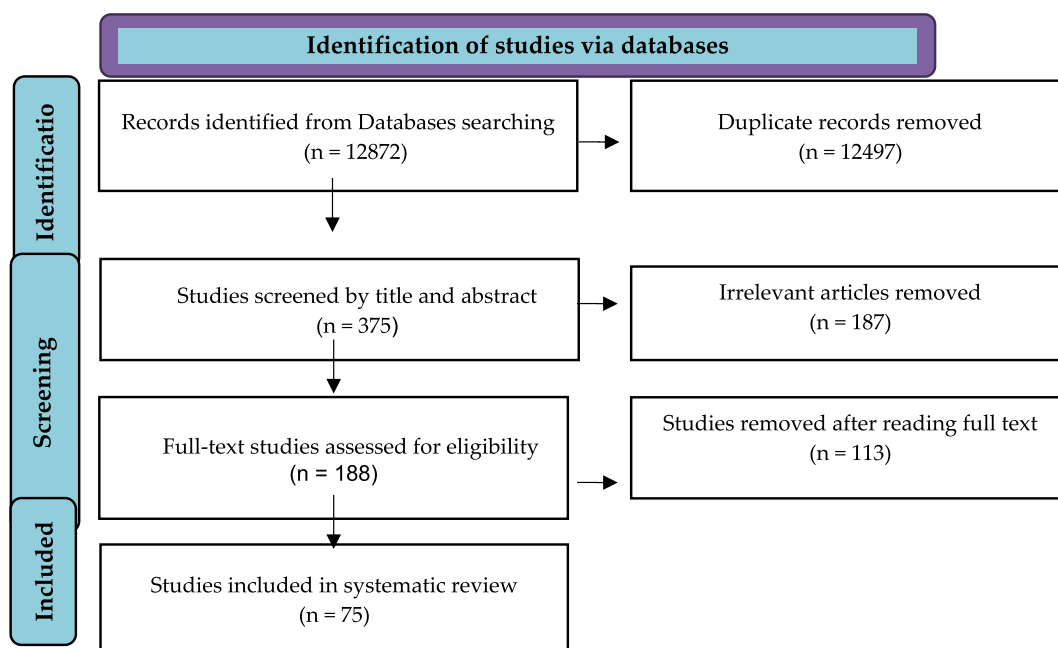 Identification of studies via databases
Identificatio
Records identified from Databases searching
(n = 12872)
Duplicate records removed
(n = 12497)
Screening
Studies screened by title and abstract
(n = 375)
Irrelevant articles removed
(n = 187)
Full-text studies assessed for eligibility
(n = 188)
Studies removed after reading full text
(n = 113)
Included
Studies included in systematic review
(n = 75)